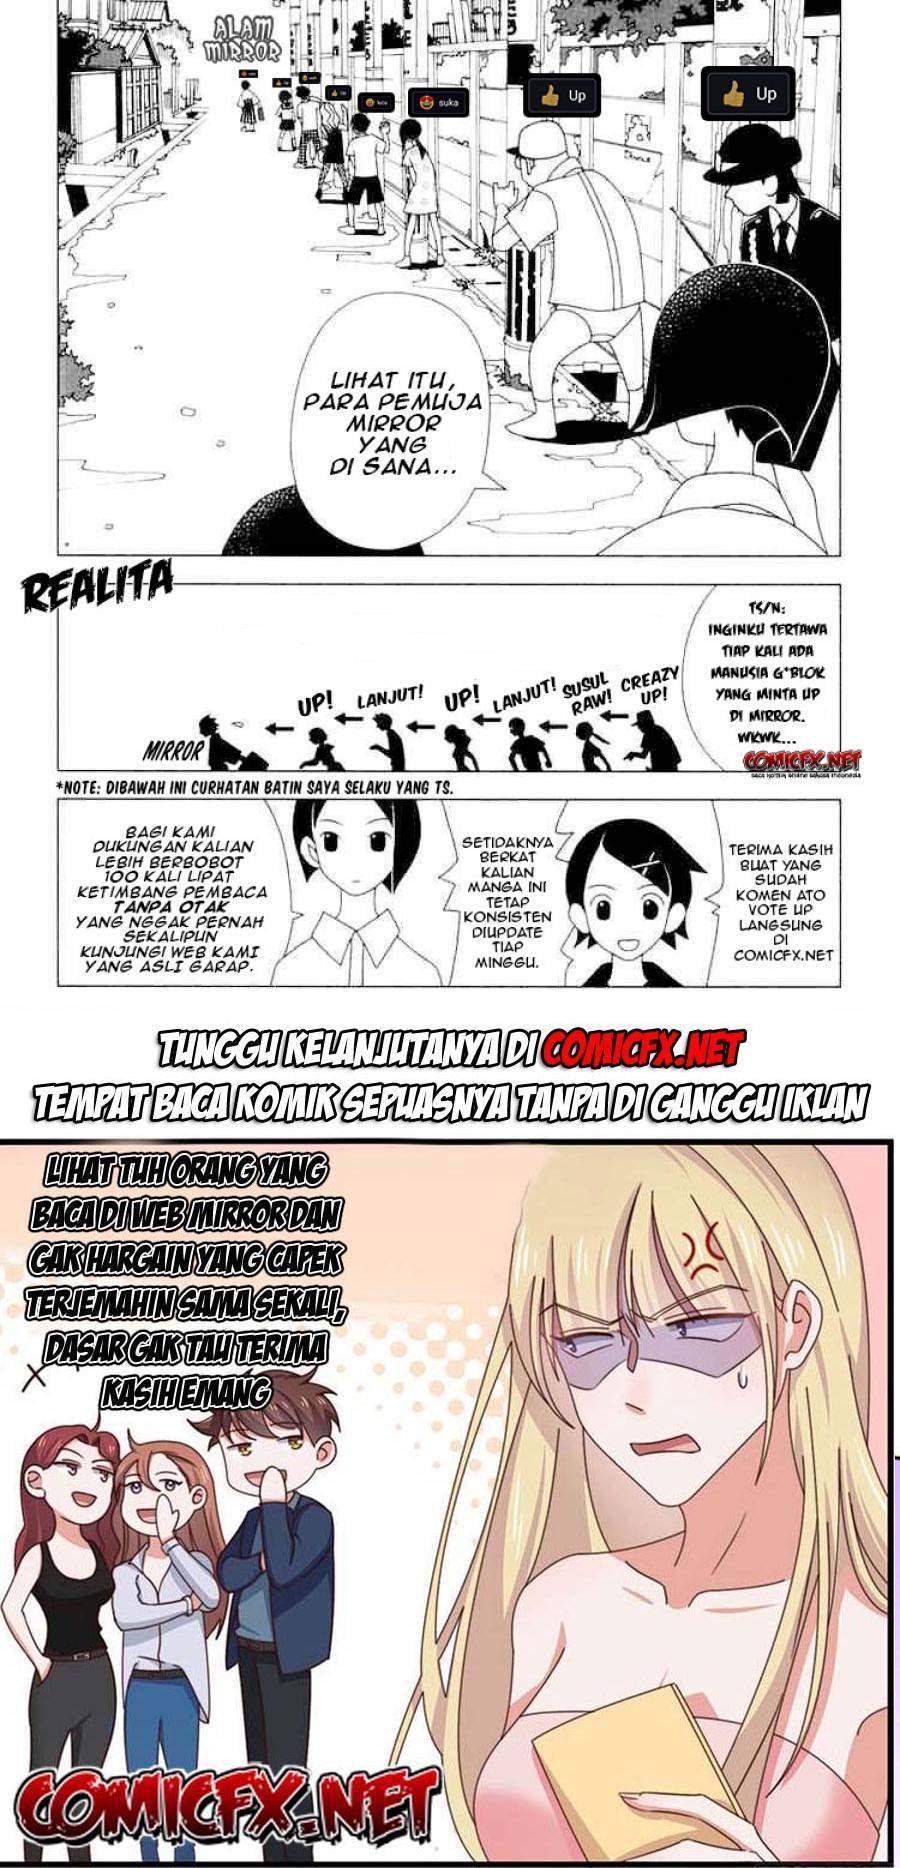 ALAM
MIRROR
Up
suka
Up
Up
LIHAT ITU,
PARA PEMUJA
MIRROR
YANG
DI SANA...
REALITA
MIRROR
UP!
LANJUT!
UP!
LANJUT!
SUSUL
RAW!
CREAZY
UP!
TS/N:
INGINKU TERTAWA
TIAP KALI ADA
MANUSIA G*BLOK
YANG MINTA UP
DI MIRROR.
WKWK...
COMICFX.NET
BACA KOMIK ONLINE BAHASA INDONESIA
*NOTE: DIBAWAH INI CURHATAN BATIN SAYA SELAKU YANG TS.
TERIMA KASIH
BUAT YANG
SUDAH
KOMEN ATO
VOTE UP
LANGSUNG
DI
COMICFX.NET
SETIDAKNYA
BERKAT
KALIAN
MANGA INI
TETAP
KONSISTEN
DIUPDATE
TIAP
MINGGU.
BAGI KAMI
DUKUNGAN KALIAN
LEBIH BERBOBOT
100 KALI LIPAT
KETIMBANG PEMBACA
TANPA OTAK
YANG NGGAK PERNAH
SEKALIPUN
KUNJUNGI WEB KAMI
YANG ASLI GARAP.
TUNGGU KELANJUTANYA DI COMICFX.NET
TEMPAT BACA KOMIK SEPUASNYA TANPA DI GANGGU IKLAN
LIHAT TUH ORANG YANG
BACA DI WEB MIRROR DAN
GAK HARGAIN YANG CAPEK
TERJEMAHIN SAMA SEKALI,
DASAR GAK TAU TERIMA
KASIH EMANG
COMICFX.NET